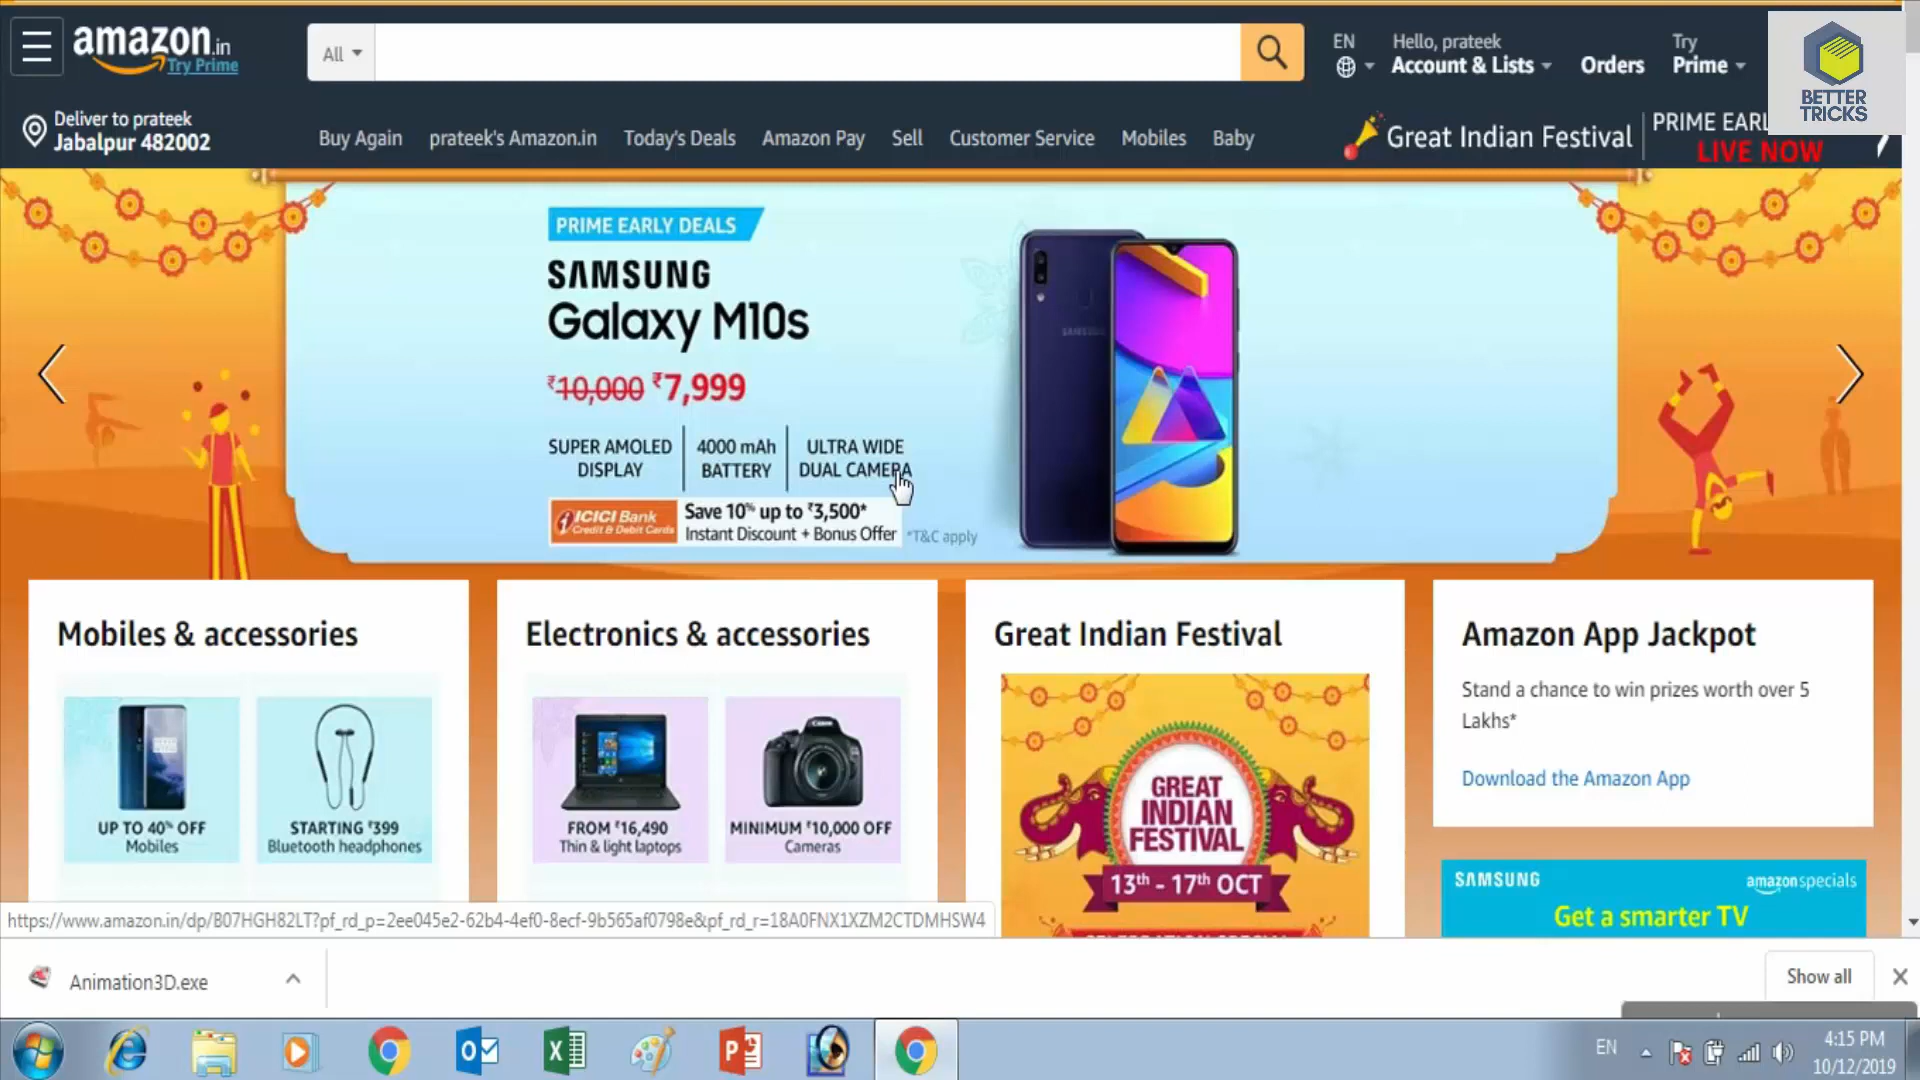 amazon.in
Try Prime
All
EN
Hello, prateek
Account & Lists
Orders
Try
Prime
BETTER
TRICKS
Deliver to prateek
Jabalpur 482002
Buy Again
prateek's Amazon.in
Today's Deals
Amazon Pay
Sell
Customer Service
Mobiles
Baby
Great Indian Festival
PRIME EARL
LIVE NOW
PRIME EARLY DEALS
SAMSUNG
Galaxy M10s
₹10,000 ₹7,999
SUPER AMOLED
DISPLAY
4000 mAh
BATTERY
ULTRA WIDE
DUAL CAMERA
SAMSUNG
ICICI Bank
Credit & Debit Cards
Save 10% up to ₹3,500*
Instant Discount + Bonus Offer
*T&C apply
Mobiles & accessories
UP TO 40% OFF
Mobiles
STARTING ₹399
Bluetooth headphones
Electronics & accessories
FROM ₹16,490
Thin & light laptops
Canon
MINIMUM ₹10,000 OFF
Cameras
Great Indian Festival
GREAT
INDIAN
FESTIVAL
13th - 17th OCT
CELEBRATION SPECIAL
Amazon App Jackpot
Stand a chance to win prizes worth over 5
Lakhs*
Download the Amazon App
SAMSUNG
amazon specials
Get a smarter TV
https://www.amazon.in/dp/B07HGH82LT?pf_rd_p=2ee045e2-62b4-4ef0-8ecf-9b565af0798e&pf_rd_r=18A0FNX1XZM2CTDMHSW4
Animation3D.exe
Show all
EN
4:15 PM
10/12/2019